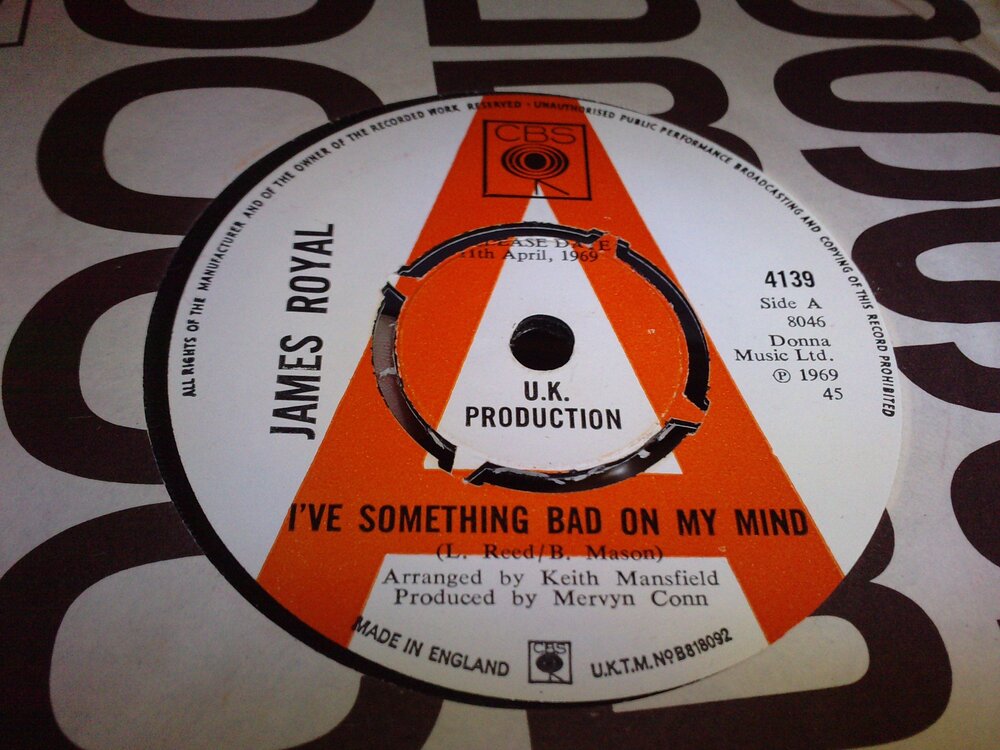 ALL RIGHTS OF THE MANUFACTURER AND OF THE OWNER OF THE RECORDED WORK RESERVED · UNAUTHORISED PUBLIC PERFORMANCE BROADCASTING AND COPYING OF THIS RECORD PROHIBITED
CBS
JAMES ROYAL
11th April, 1969
4139
Side A
8046
Donna
Music Ltd.
℗ 1969
45
U.K.
PRODUCTION
I'VE SOMETHING BAD ON MY MIND
(L. Reed/B. Mason)
Arranged by Keith Mansfield
Produced by Mervyn Conn
MADE IN ENGLAND
CBS
U.K.T.M. Nº B818092